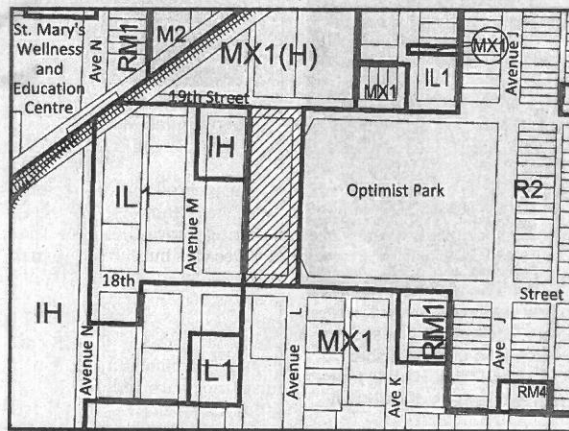 St. Mary's
Wellness
and
Education
Centre
Ave N
RM1
M2
MX1(H)
MX1
IL1
MX1
Avenue J
19th Street
IH
IL1
Avenue M
Optimist Park
R2
18th
Street
IH
Avenue N
IL1
Avenue L
MX1
Ave K
RM1
Ave J
RM4